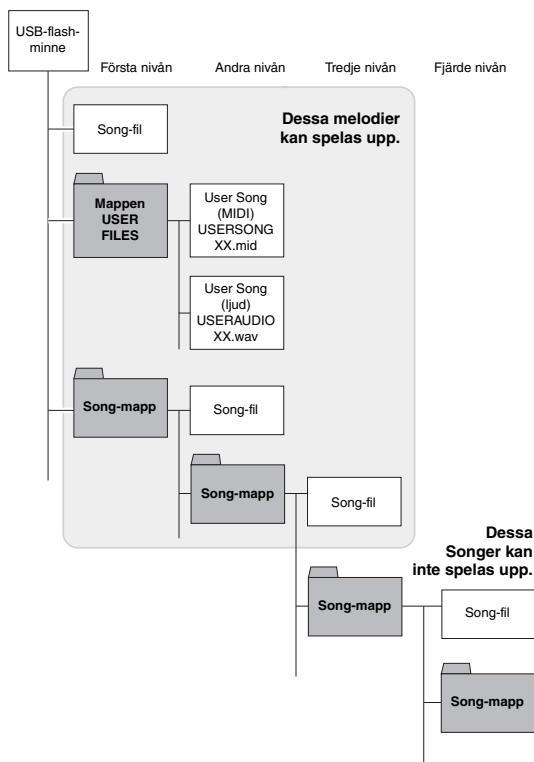 USB-flash-
minne
Första nivån
Andra nivån
Tredje nivån
Fjärde nivån
Song-fil
Dessa melodier
kan spelas upp.
Mappen
USER
FILES
User Song
(MIDI)
USERSONG
XX.mid
User Song
(ljud)
USERAUDIO
XX.wav
Song-mapp
Song-fil
Song-mapp
Song-fil
Dessa
Songer kan
inte spelas upp.
Song-mapp
Song-fil
Song-mapp